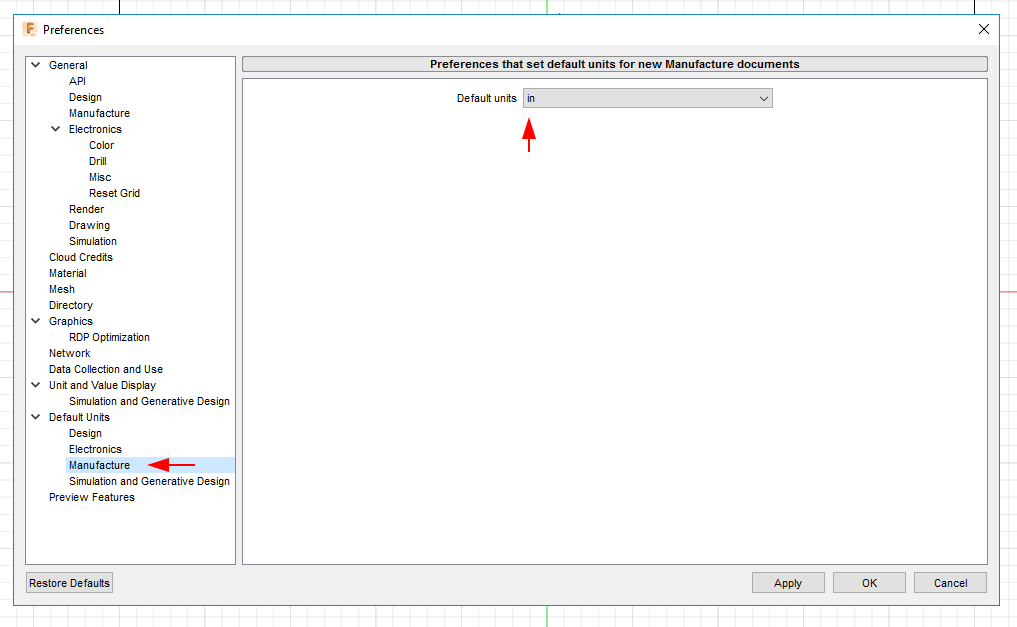 Preferences
General
API
Design
Manufacture
Electronics
Color
Drill
Misc
Reset Grid
Render
Drawing
Simulation
Cloud Credits
Material
Mesh
Directory
Graphics
RDP Optimization
Network
Data Collection and Use
Unit and Value Display
Simulation and Generative Design
Default Units
Design
Electronics
Manufacture
Simulation and Generative Design
Preview Features
Preferences that set default units for new Manufacture documents
Default units in
Restore Defaults
Apply OK Cancel